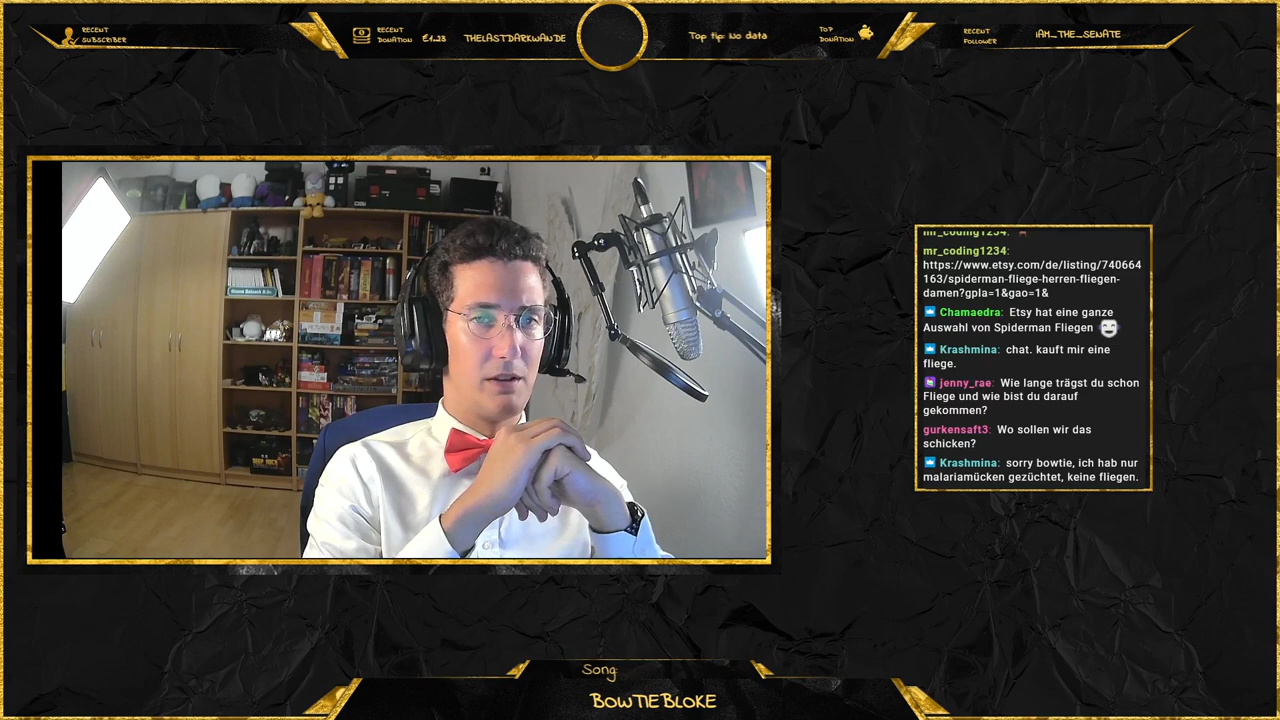 RECENT
SUBSCRIBER
RECENT
DONATION
£1.23
THELASTDARKWANDE
Top tip: No data
TOP
DONATION
RECENT
FOLLOWER
IAM_THE_SENATE
mr_coding1234:
mr_coding1234:
https://www.etsy.com/de/listing/740664
163/spiderman-fliege-herren-fliegen-
damen?gpla=1&gao=1&
Chamaedra: Etsy hat eine ganze
Auswahl von Spiderman Fliegen
Krashmina: chat. kauft mir eine
fliege.
jenny_rae: Wie lange trägst du schon
Fliege und wie bist du darauf
gekommen?
gurkensaft3: Wo sollen wir das
schicken?
Krashmina: sorry bowtie, ich hab nur
malariamücken gezüchtet, keine fliegen.
Song:
BOWTIEBLOKE